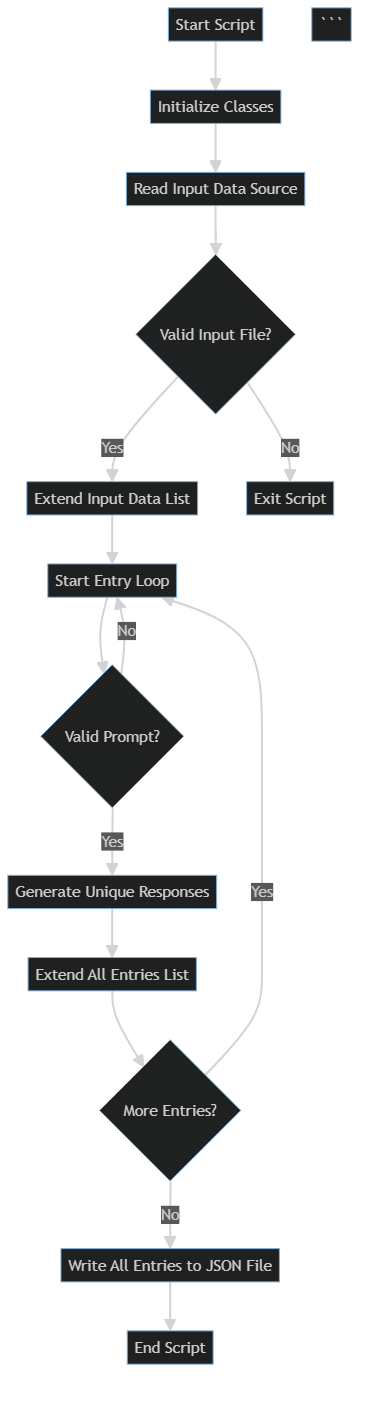 Start Script
```
Initialize Classes
Read Input Data Source
Valid Input File?
Yes
No
Extend Input Data List
Exit Script
Start Entry Loop
No
Valid Prompt?
Yes
Generate Unique Responses
Yes
Extend All Entries List
More Entries?
No
Write All Entries to JSON File
End Script